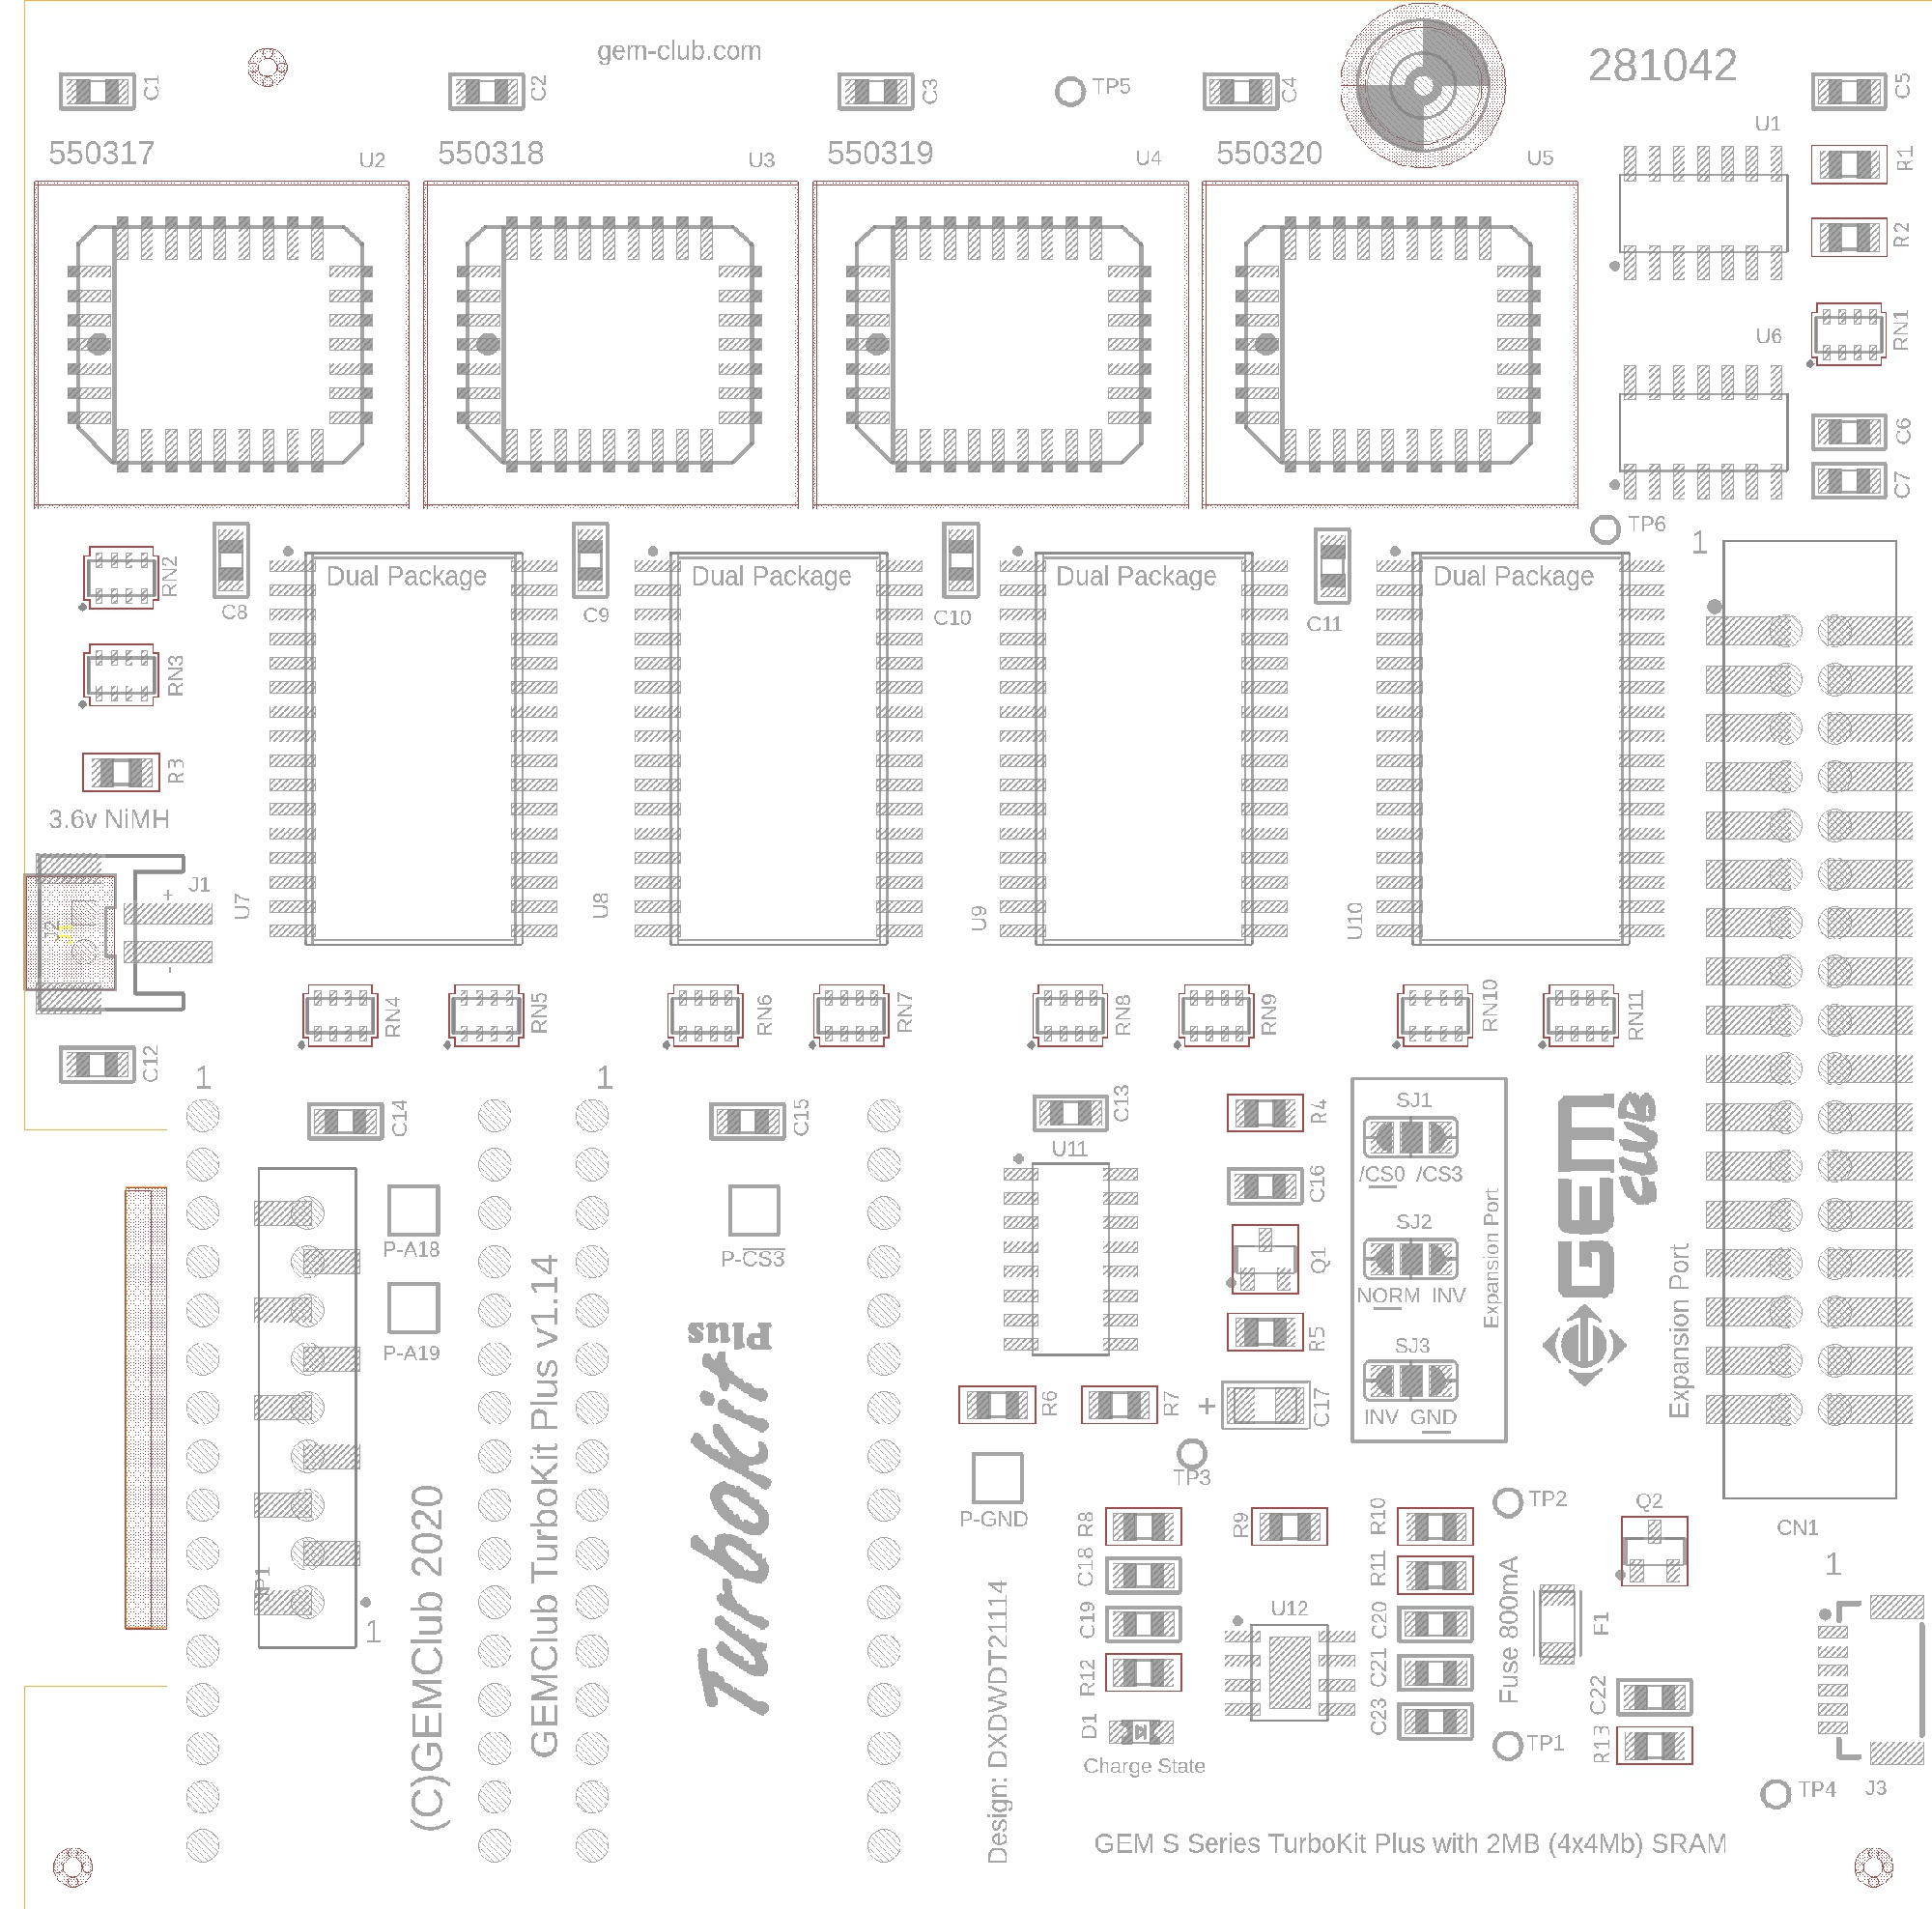 gem-club.com
281042
C1
C2
C3
TP5
C4
C5
U1
550317
U2
550318
U3
550319
U4
550320
U5
R1
R2
RN1
U6
C6
C7
TP6
1
RN2
C8
Dual Package
C9
Dual Package
C10
Dual Package
C11
Dual Package
RN3
R3
3.6v NiMH
J1
+
-
U7
U8
U9
U10
RN4
RN5
RN6
RN7
RN8
RN9
RN10
RN11
C12
1
1
C14
C15
C13
R4
SJ1
/CS0 /CS3
GEM
CLUB
U11
C16
P-A18
P-CS3
SJ2
NORM INV
Q1
Expansion Port
Expansion Port
P-A19
R5
SJ3
INV GND
R6
R7
+
C17
TurboKit
Plus
GEMClub TurboKit Plus v1.14
(C)GEMClub 2020
TP3
P-GND
R8
R9
R10
TP2
Q2
CN1
1
C18
R11
JP1
1
C19
U12
C20
Fuse 800mA
F1
R12
C21
C22
D1
Charge State
C23
TP1
R13
TP4
J3
Design: DXDWDT21114
GEM S Series TurboKit Plus with 2MB (4x4Mb) SRAM